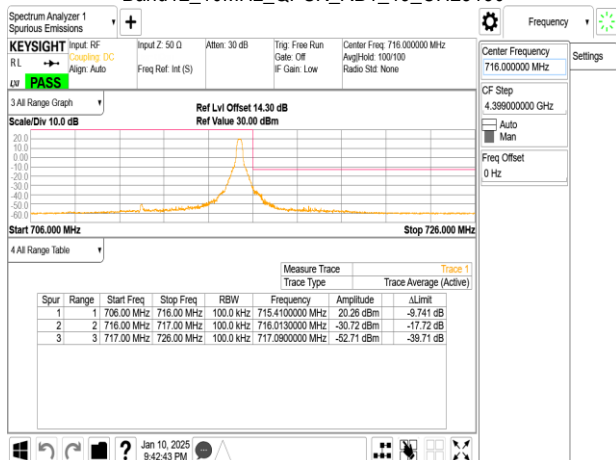 Spectrum Analyzer 1
Spurious Emissions
Frequency
KEYSIGHT
Input: RF
Coupling: DC
Align: Auto
Input Z: 50 Ω
Freq Ref: Int (S)
Atten: 30 dB
Trig: Free Run
Gate: Off
IF Gain: Low
Center Freq: 716.000000 MHz
Avg|Hold: 100/100
Radio Std: None
RL
LXI
PASS
Center Frequency
716.000000 MHz
Settings
CF Step
4.399000000 GHz
Auto
Man
Freq Offset
0 Hz
3 All Range Graph
Scale/Div 10.0 dB
Ref Lvl Offset 14.30 dB
Ref Value 30.00 dBm
20.0
10.0
0.00
-10.0
-20.0
-30.0
-40.0
-50.0
-60.0
Start 706.000 MHz
Stop 726.000 MHz
4 All Range Table
Measure Trace Trace 1
Trace Type Trace Average (Active)
Spur Range Start Freq Stop Freq RBW Frequency Amplitude ΔLimit
1 1 706.00 MHz 716.00 MHz 100.0 kHz 715.4100000 MHz 20.26 dBm -9.741 dB
2 2 716.00 MHz 717.00 MHz 100.0 kHz 716.0130000 MHz -30.72 dBm -17.72 dB
3 3 717.00 MHz 726.00 MHz 100.0 kHz 717.0900000 MHz -52.71 dBm -39.71 dB
?
Jan 10, 2025
9:42:43 PM